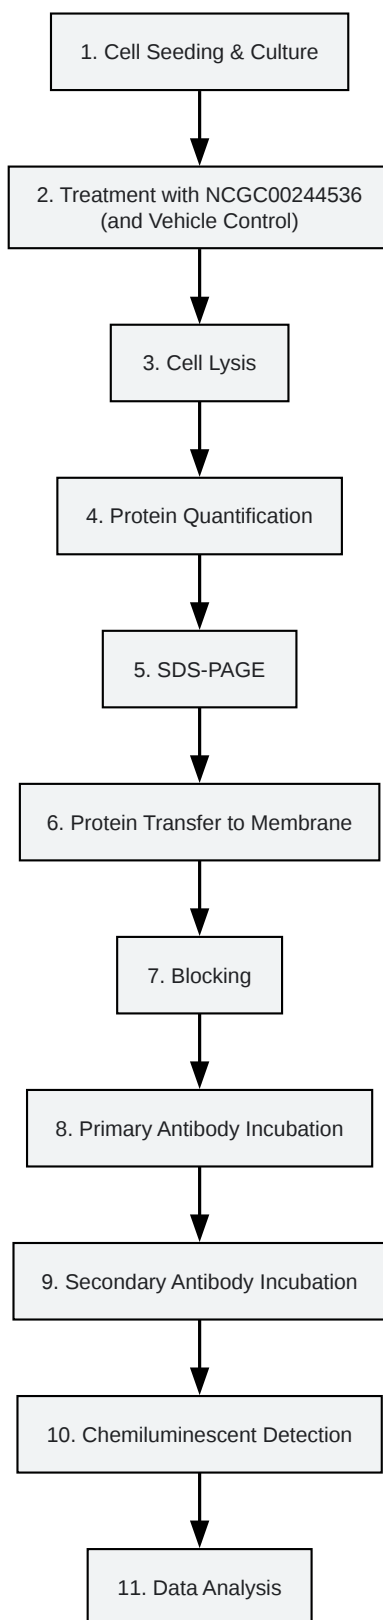 1. Cell Seeding & Culture
2. Treatment with NCGC00244536
(and Vehicle Control)
3. Cell Lysis
4. Protein Quantification
5. SDS-PAGE
6. Protein Transfer to Membrane
7. Blocking
8. Primary Antibody Incubation
9. Secondary Antibody Incubation
10. Chemiluminescent Detection
11. Data Analysis